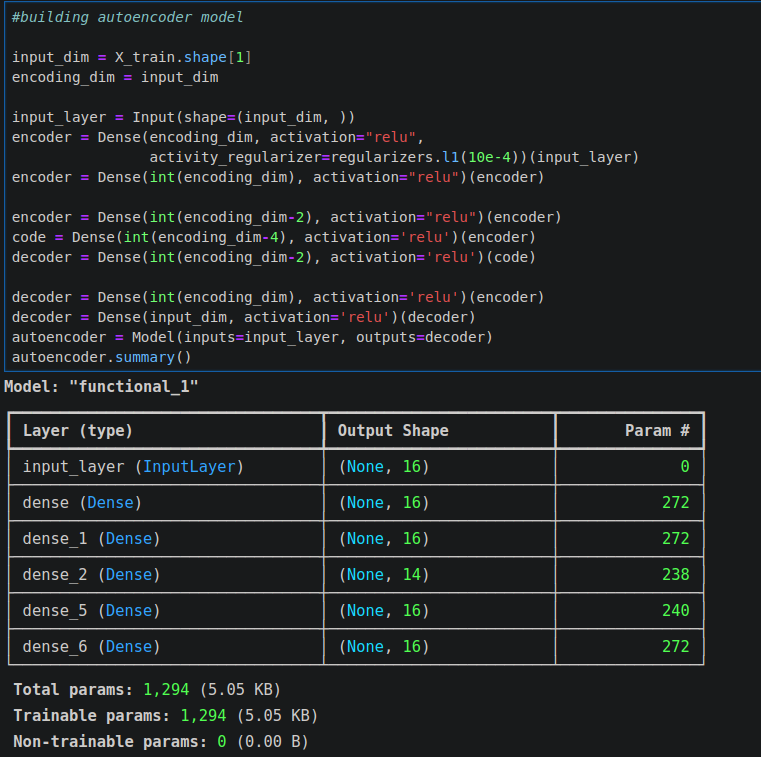 #building autoencoder model
input_dim = X_train.shape[1]
encoding_dim = input_dim
input_layer = Input(shape=(input_dim, ))
encoder = Dense(encoding_dim, activation="relu",
activity_regularizer=regularizers.l1(10e-4))(input_layer)
encoder = Dense(int(encoding_dim), activation="relu")(encoder)
encoder = Dense(int(encoding_dim-2), activation="relu")(encoder)
code = Dense(int(encoding_dim-4), activation='relu')(encoder)
decoder = Dense(int(encoding_dim-2), activation='relu')(code)
decoder = Dense(int(encoding_dim), activation='relu')(encoder)
decoder = Dense(input_dim, activation='relu')(decoder)
autoencoder = Model(inputs=input_layer, outputs=decoder)
autoencoder.summary()
Model: "functional_1"
Layer (type) Output Shape Param #
input_layer (InputLayer) (None, 16) 0
dense (Dense) (None, 16) 272
dense_1 (Dense) (None, 16) 272
dense_2 (Dense) (None, 14) 238
dense_5 (Dense) (None, 16) 240
dense_6 (Dense) (None, 16) 272
Total params: 1,294 (5.05 KB)
Trainable params: 1,294 (5.05 KB)
Non-trainable params: 0 (0.00 B)